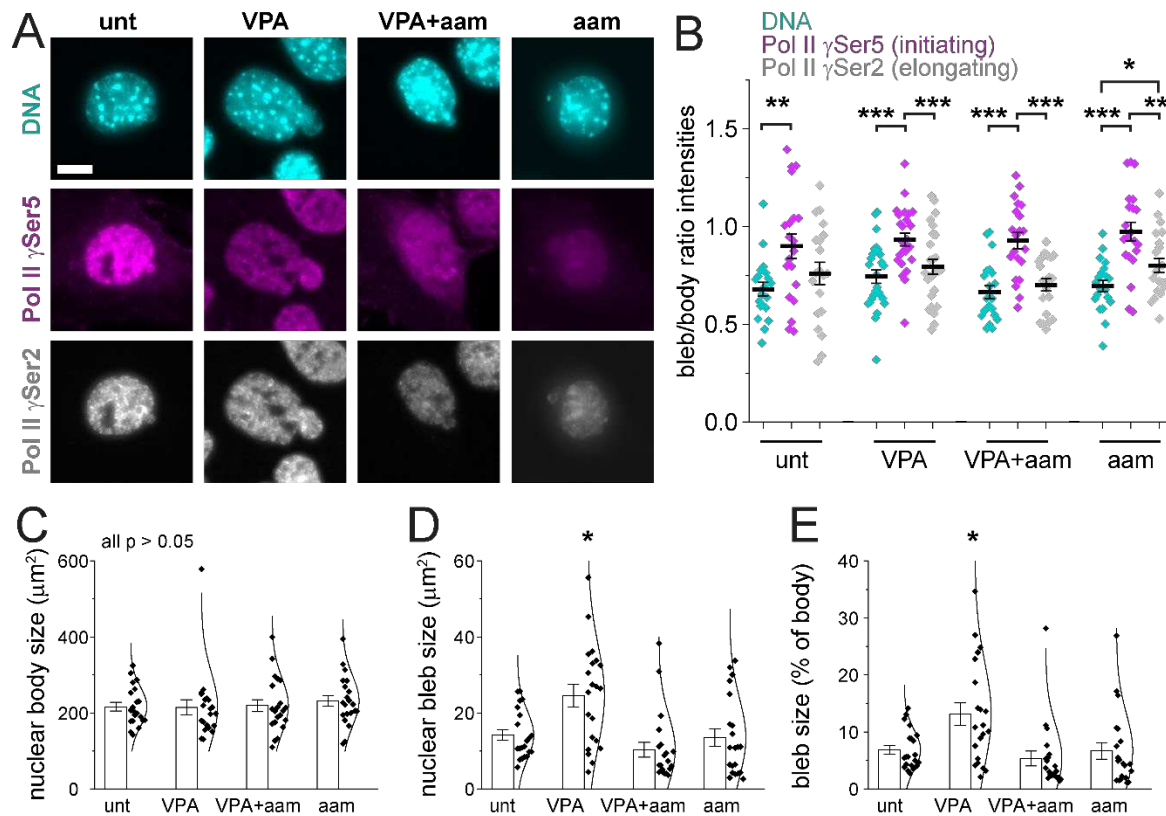 A
unt
VPA
VPA+aam
aam
DNA
Pol II γSer5
Pol II γSer2
B
DNA
Pol II γSer5 (initiating)
Pol II γSer2 (elongating)
bleb/body ratio intensities
1.5
1.0
0.5
0.0
**
***
***
***
***
*
***
**
unt
VPA
VPA+aam
aam
C
all p > 0.05
nuclear body size (μm²)
600
400
200
0
unt
VPA
VPA+aam
aam
D
*
nuclear bleb size (μm²)
60
40
20
0
unt
VPA
VPA+aam
aam
E
*
bleb size (% of body)
40
30
20
10
0
unt
VPA
VPA+aam
aam